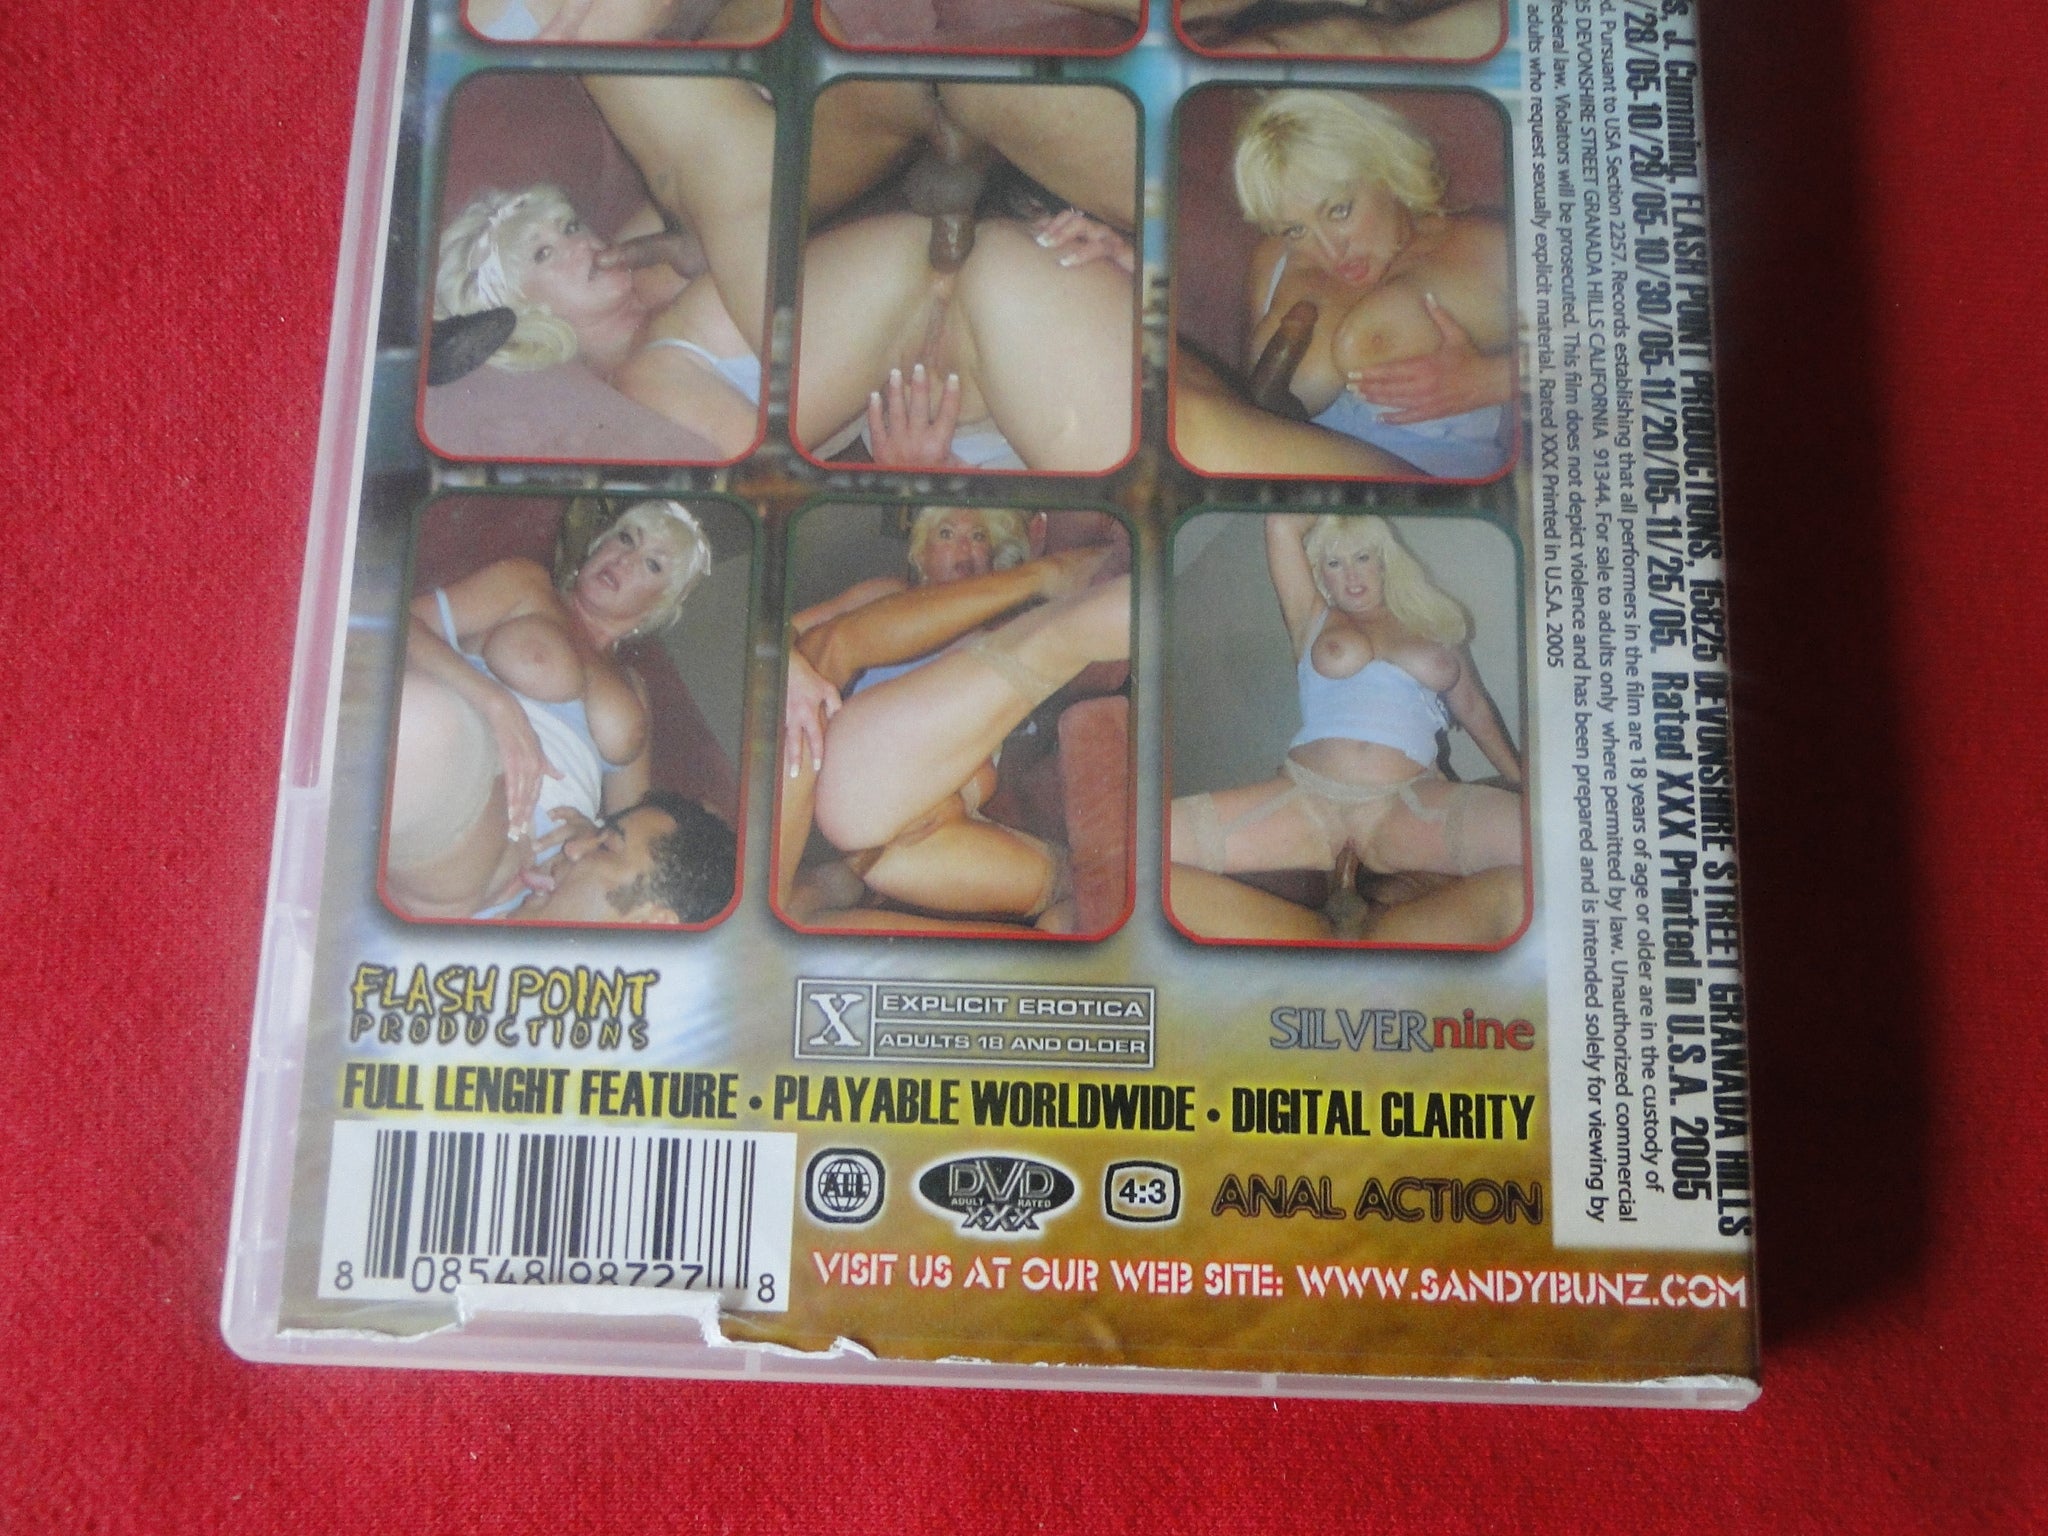 s, J. Cumming, FLASH POINT PRODUCTIONS, 15825 DEVONSHIRE STREET GRANADA HILLS
/28/05-10/29/05-10/30/05-11/20/05-11/25/05. Rated XXX Printed in U.S.A. 2005
d. Pursuant to USA Section 2257. Records establishing that all performers in the film are 18 years of age or older are in the custody of
25 DEVONSHIRE STREET GRANADA HILLS CALIFORNIA 91344. For sale to adults only where permitted by law. Unauthorized commercial
federal law. Violators will be prosecuted. This film does not depict violence and has been prepared and is intended solely for viewing by
adults who request sexually explicit material. Rated XXX Printed in U.S.A. 2005
FLASH POINT
PRODUCTIONS
X EXPLICIT EROTICA
ADULTS 18 AND OLDER
SILVERnine
FULL LENGHT FEATURE • PLAYABLE WORLDWIDE • DIGITAL CLARITY
ALL
DVD
ADULT RATED
XXX
4:3
ANAL ACTION
8 08548 98727 8
VISIT US AT OUR WEB SITE: WWW.SANDYBUNZ.COM